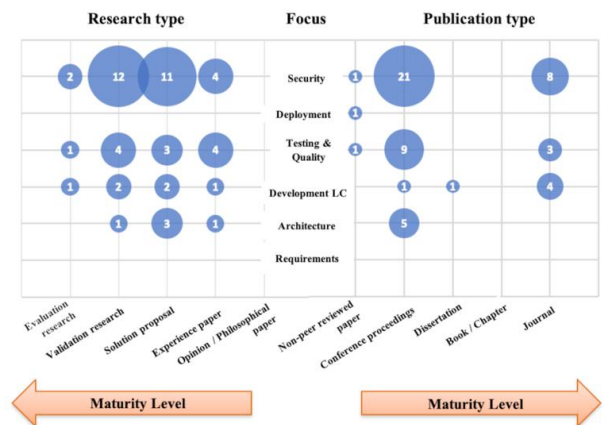 Research type Focus Publication type
2 12 11 4 Security 1 21 8
Deployment 1
1 4 3 4 Testing & Quality 1 9 3
1 2 2 1 Development LC 1 1 4
1 3 1 Architecture 5
Requirements
Evaluation research
Validation research
Solution proposal
Experience paper
Opinion / Philosophical paper
Non-peer reviewed paper
Conference proceedings
Dissertation
Book / Chapter
Journal
Maturity Level Maturity Level